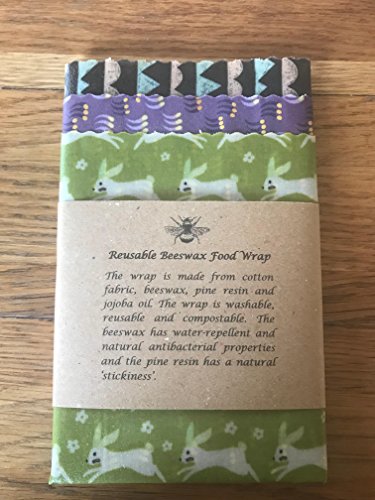 Reusable Beeswax Food Wrap
The wrap is made from cotton
fabric, beeswax, pine resin and
jojoba oil. The wrap is washable,
reusable and compostable. The
beeswax has water-repellent and
natural antibacterial properties
and the pine resin has a natural
'stickiness'.